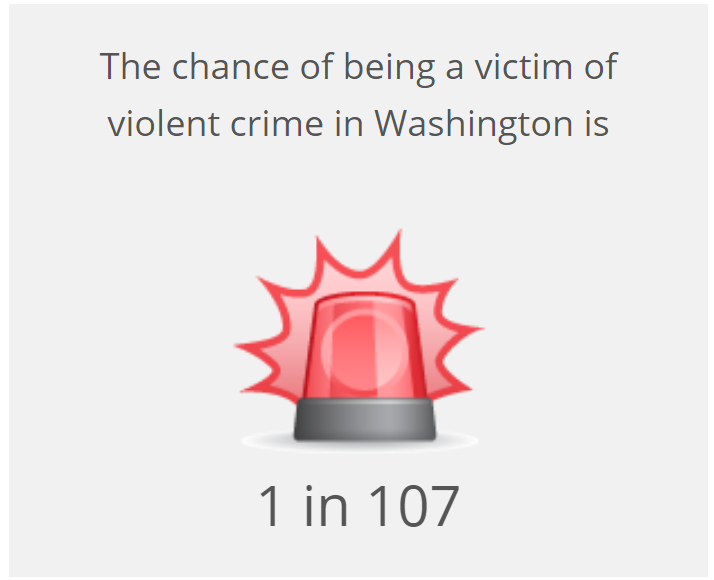 The chance of being a victim of
violent crime in Washington is
1 in 107